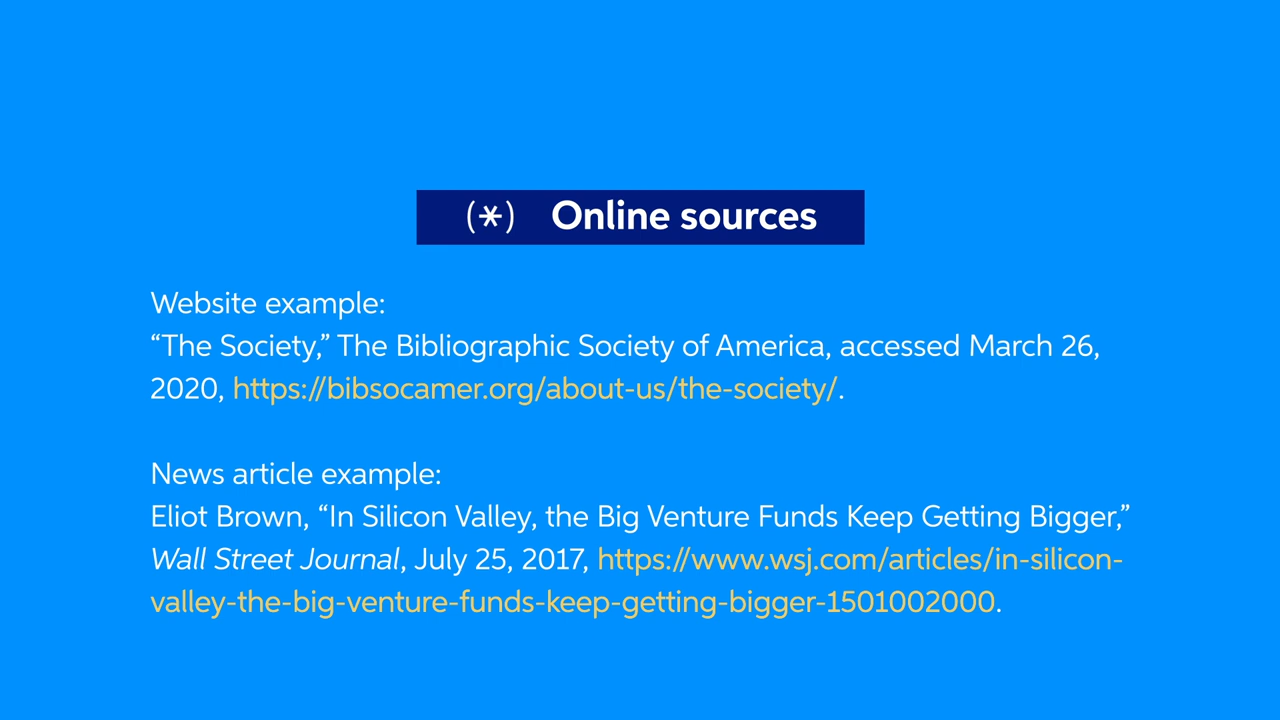 (*) Online sources
Website example:
“The Society,” The Bibliographic Society of America, accessed March 26,
2020, https://bibsocamer.org/about-us/the-society/.
News article example:
Eliot Brown, “In Silicon Valley, the Big Venture Funds Keep Getting Bigger,”
Wall Street Journal, July 25, 2017, https://www.wsj.com/articles/in-silicon-
valley-the-big-venture-funds-keep-getting-bigger-1501002000.